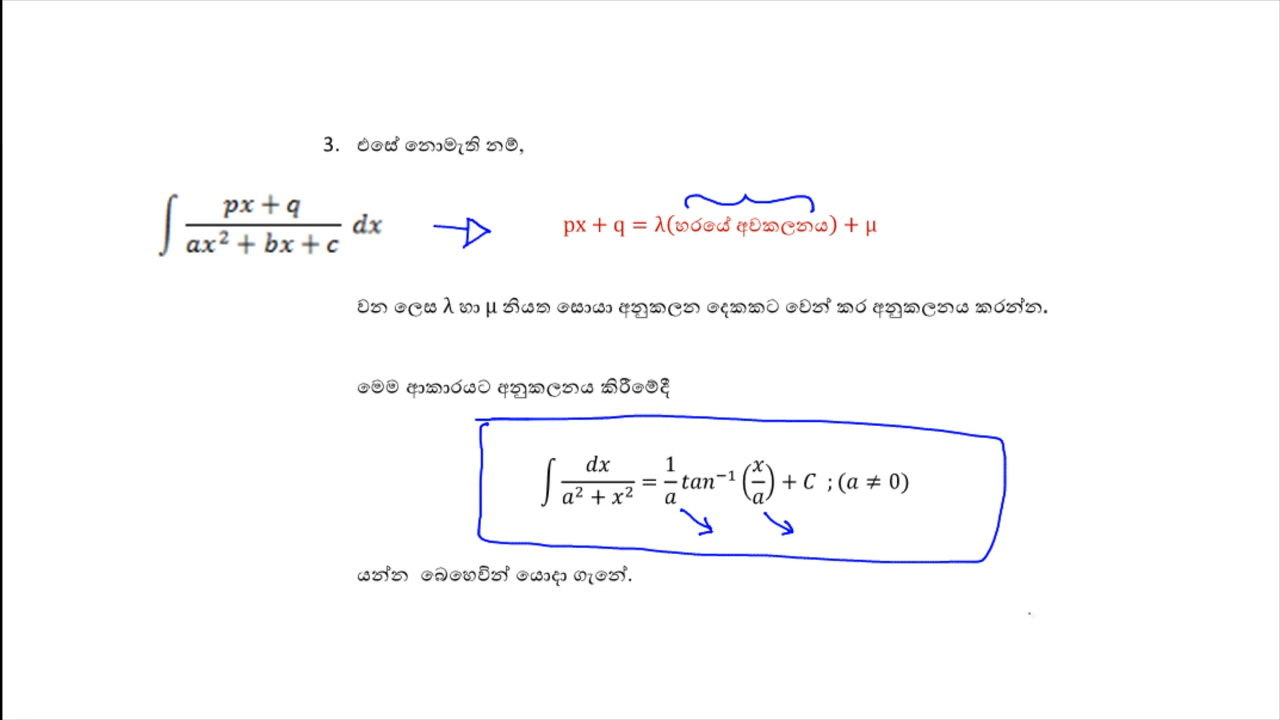 3. එසේ නොමැති නම්,
∫ (px + q)/(ax² + bx + c) dx
px + q = λ(හරයේ අවකලනය) + μ
වන ලෙස λ හා μ නියත සොයා අනුකලන දෙකකට වෙන් කර අනුකලනය කරන්න.
මෙම ආකාරයට අනුකලනය කිරීමේදී
∫ dx/(a² + x²) = 1/a tan⁻¹ (x/a) + C ; (a ≠ 0)
යන්න බෙහෙවින් යොදා ගැනේ.